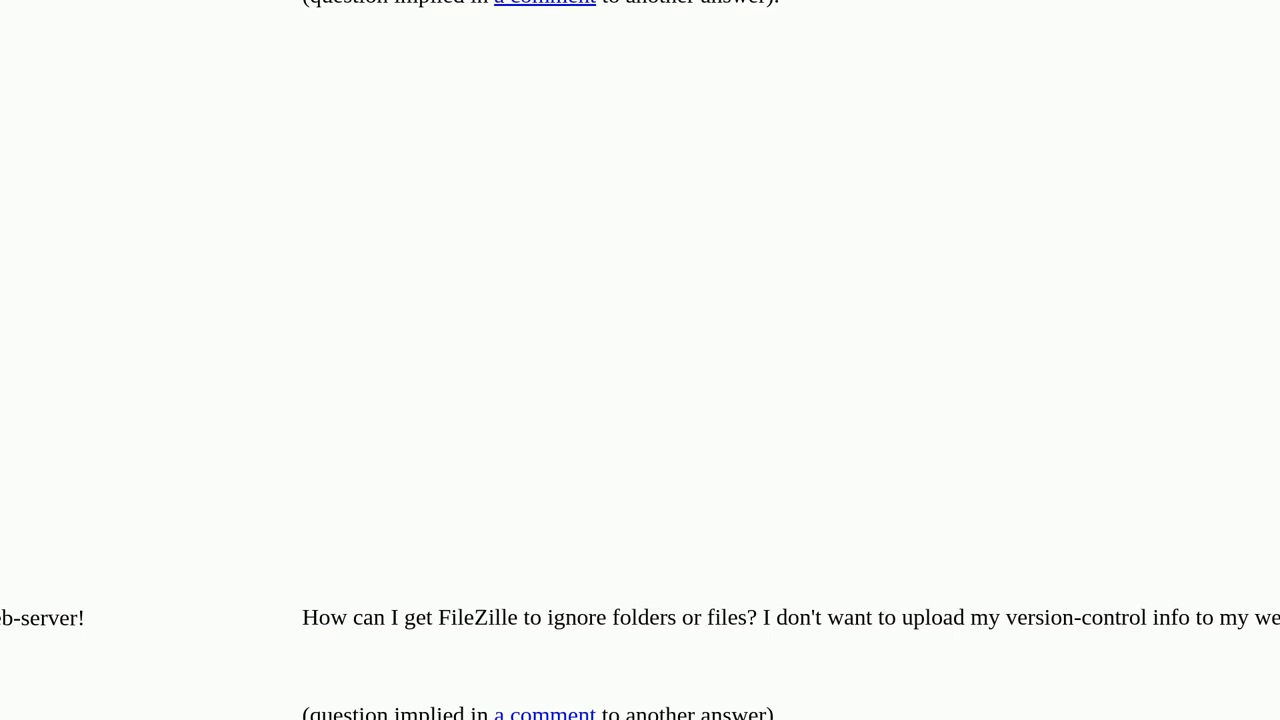 (question implied in a comment to another answer).
eb-server!
How can I get FileZille to ignore folders or files? I don't want to upload my version-control info to my we
(question implied in a comment to another answer)